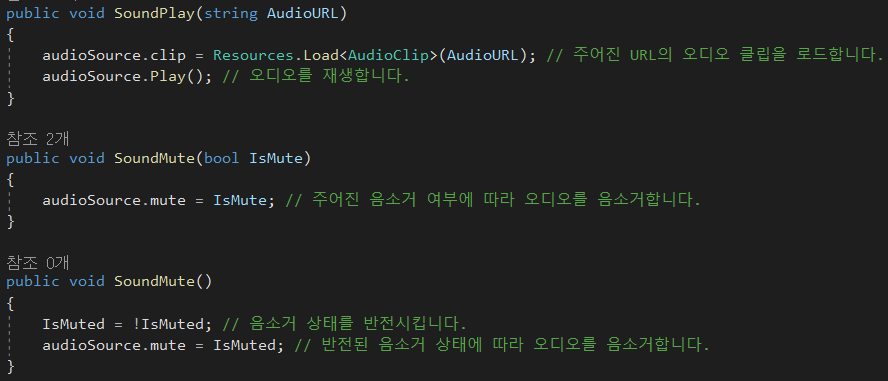 public void SoundPlay(string AudioURL)
{
audioSource.clip = Resources.Load<AudioClip>(AudioURL); // 주어진 URL의 오디오 클립을 로드합니다.
audioSource.Play(); // 오디오를 재생합니다.
}
참조 2개
public void SoundMute(bool IsMute)
{
audioSource.mute = IsMute; // 주어진 음소거 여부에 따라 오디오를 음소거합니다.
}
참조 0개
public void SoundMute()
{
IsMuted = !IsMuted; // 음소거 상태를 반전시킵니다.
audioSource.mute = IsMuted; // 반전된 음소거 상태에 따라 오디오를 음소거합니다.
}